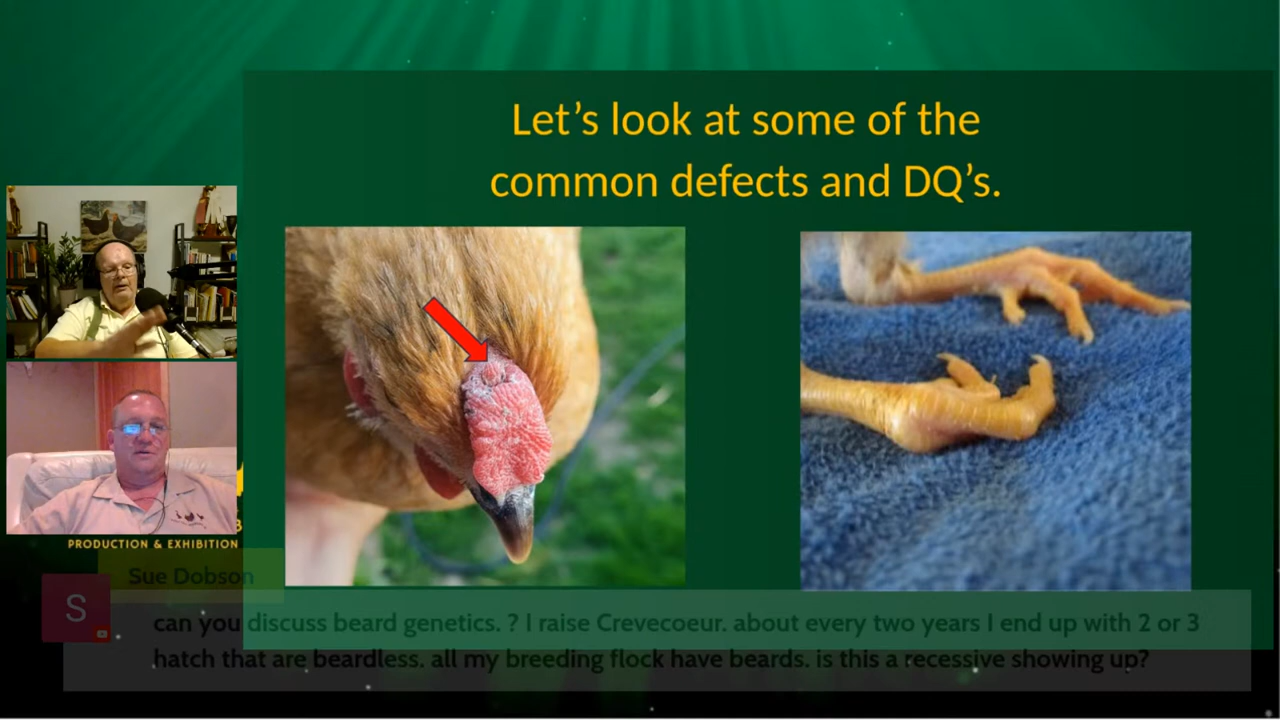 Let’s look at some of the
common defects and DQ’s.
PRODUCTION & EXHIBITION
Sue Dobson
S
can you discuss beard genetics. ? I raise Crevecoeur. about every two years I end up with 2 or 3
hatch that are beardless. all my breeding flock have beards. is this a recessive showing up?